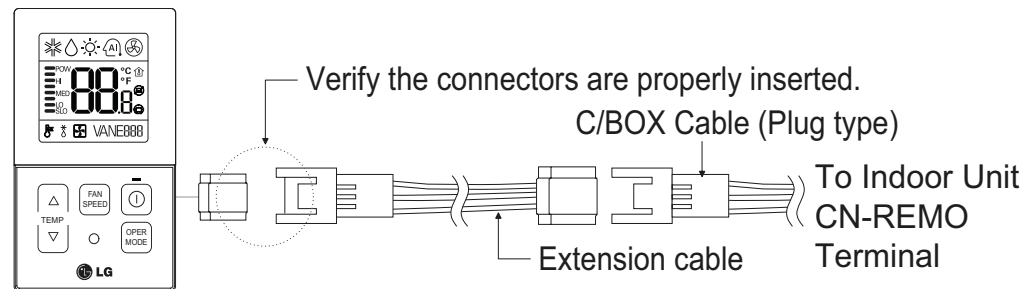 AI
POW
HI
MED
LO
SLO
88.8
°C
°F
VANE888
TEMP
FAN
SPEED
OPER
MODE
LG
Verify the connectors are properly inserted.
C/BOX Cable (Plug type)
Extension cable
To Indoor Unit
CN-REMO
Terminal